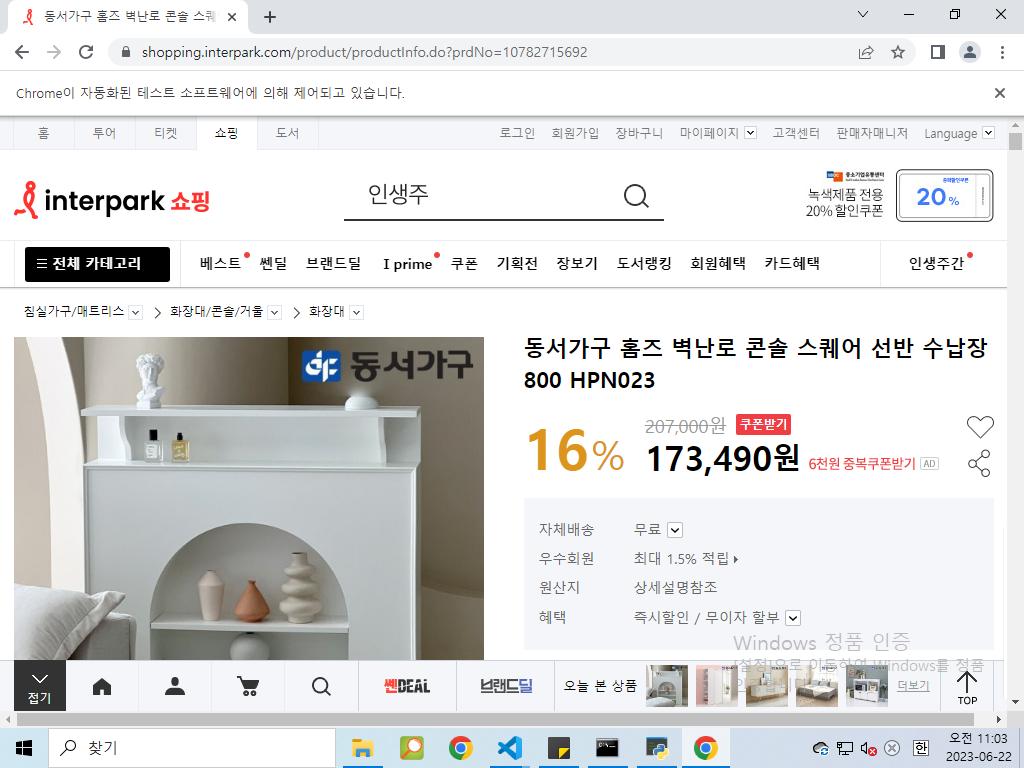 동서가구 홈즈 벽난로 콘솔 스퀘
shopping.interpark.com/product/productInfo.do?prdNo=10782715692
Chrome이 자동화된 테스트 소프트웨어에 의해 제어되고 있습니다.
홈 투어 티켓 쇼핑 도서 로그인 회원가입 장바구니 마이페이지 고객센터 판매자매니저 Language
interpark 쇼핑
인생주
중소기업유통센터
녹색제품 전용
20% 할인쿠폰
중복할인쿠폰
20%
전체 카테고리 베스트 쎈딜 브랜드딜 I prime 쿠폰 기획전 장보기 도서랭킹 회원혜택 카드혜택 인생주간
침실가구/매트리스 화장대/콘솔/거울 화장대
동서가구
동서가구 홈즈 벽난로 콘솔 스퀘어 선반 수납장
800 HPN023
16%
207,000원 쿠폰받기
173,490원 6천원 중복쿠폰받기 AD
자체배송 무료
우수회원 최대 1.5% 적립
원산지 상세설명참조
혜택 즉시할인 / 무이자 할부
Windows 정품 인증
[설정]으로 이동하여 Windows를 정품
접기
쎈DEAL 브랜드딜 오늘 본 상품 더보기 TOP
찾기
한
오전 11:03
2023-06-22